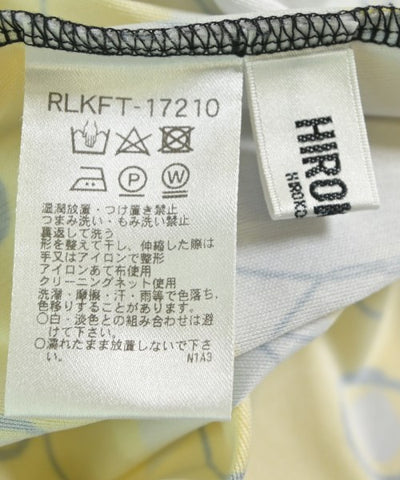 RLKFT-17210
P
W
湿潤放置・つけ置き禁止
つまみ洗い・もみ洗い禁止
裏返して洗う
形を整えて干し、伸縮した際は
手又はアイロンで整形
アイロンあて布使用
クリーニングネット使用
洗濯・摩擦・汗・雨等で色落ち、
色移りすることがあります。
○白・淡色との組み合わせは避
けて下さい。
○濡れたまま放置しないで下さい
N1A9
HIRO
HIROKO